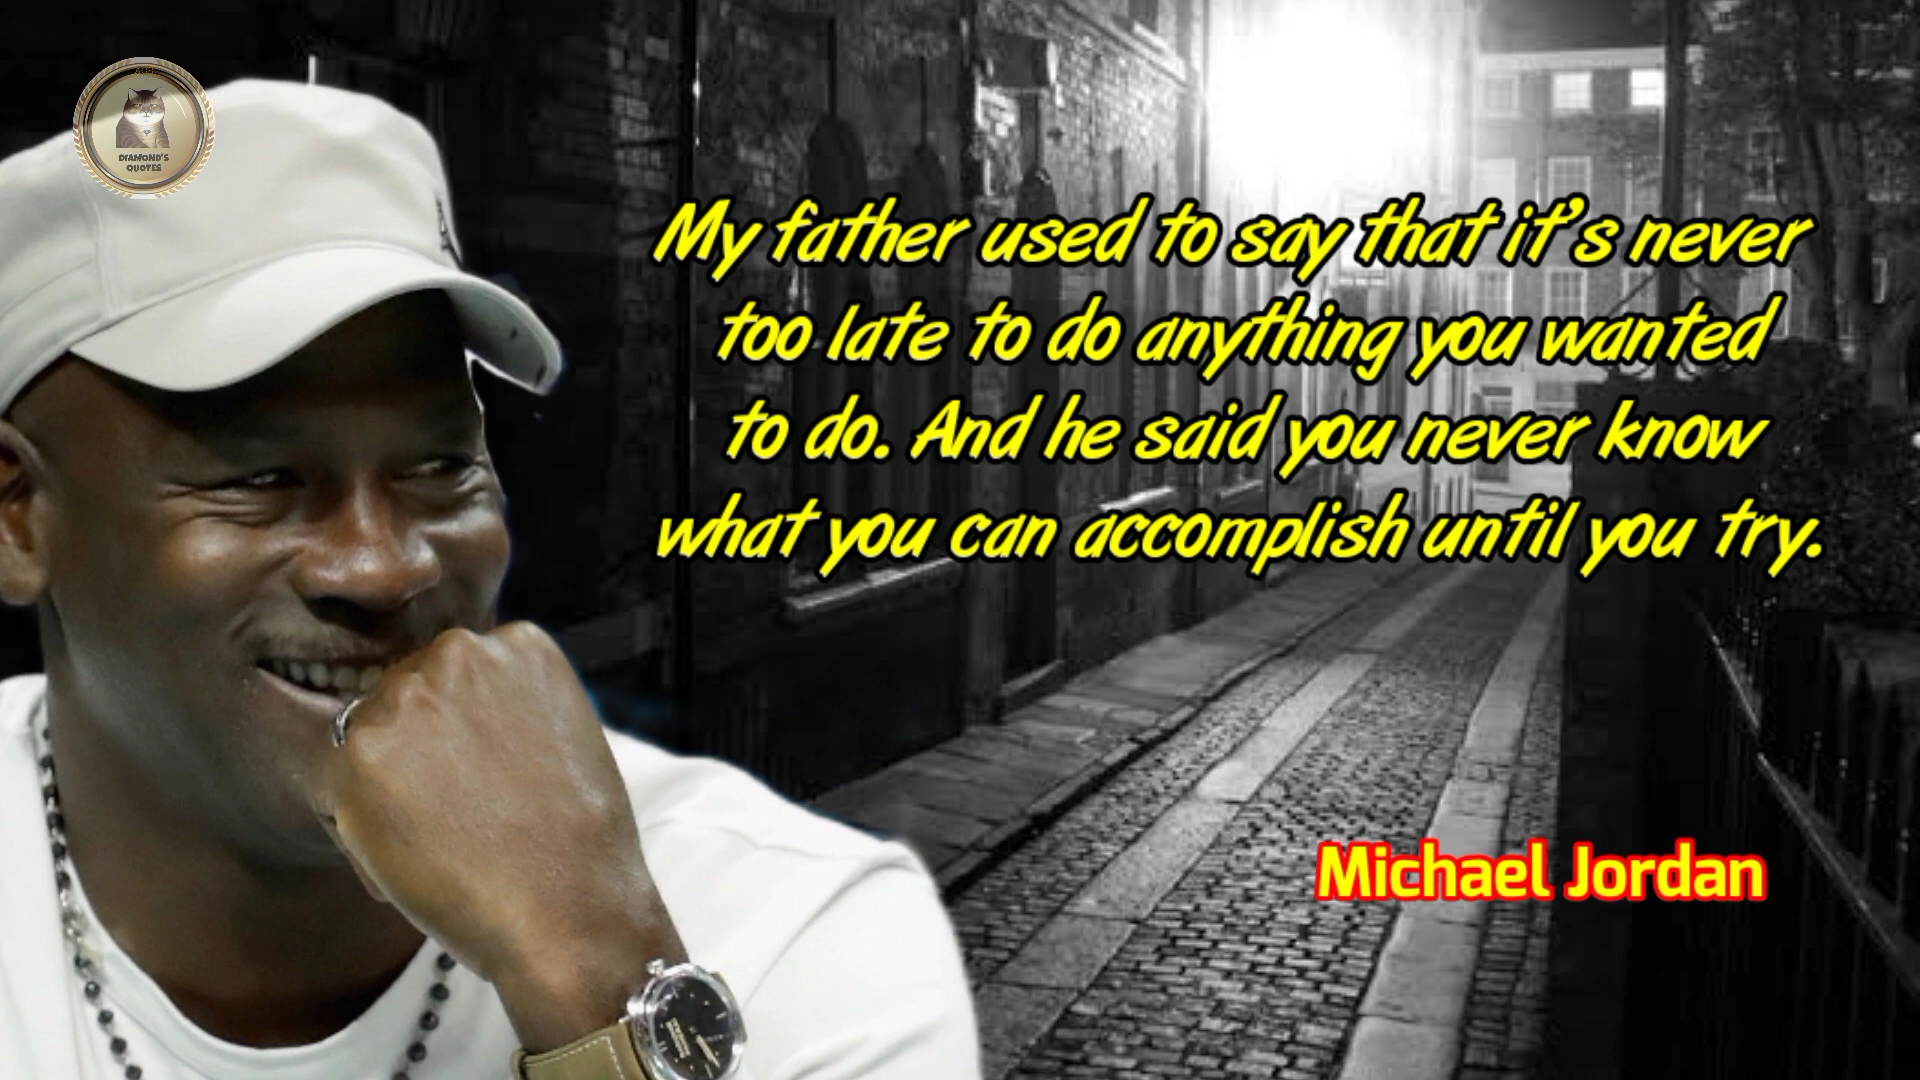 DIAMOND'S
QUOTES
My father used to say that it's never
too late to do anything you wanted
to do. And he said you never know
what you can accomplish until you try.
Michael Jordan